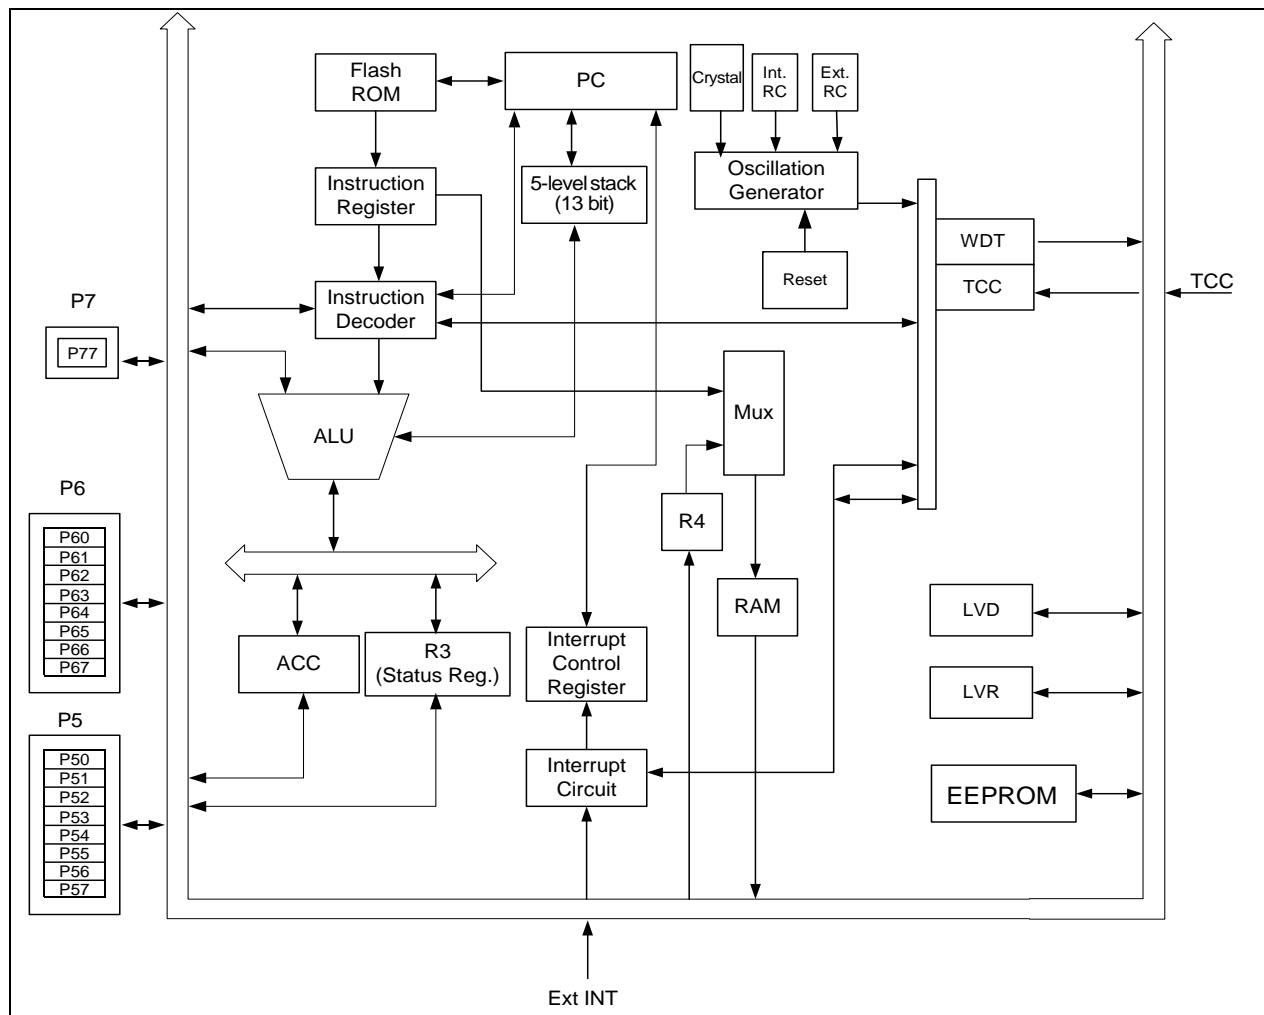 Flash
ROM
PC
Crystal
Int.
RC
Ext.
RC
Instruction
Register
5-level stack
(13 bit)
Oscillation
Generator
Reset
WDT
TCC
TCC
Instruction
Decoder
P7
P77
ALU
Mux
R4
RAM
P6
P60
P61
P62
P63
P64
P65
P66
P67
ACC
R3
(Status Reg.)
Interrupt
Control
Register
LVD
LVR
P5
P50
P51
P52
P53
P54
P55
P56
P57
Interrupt
Circuit
EEPROM
Ext INT